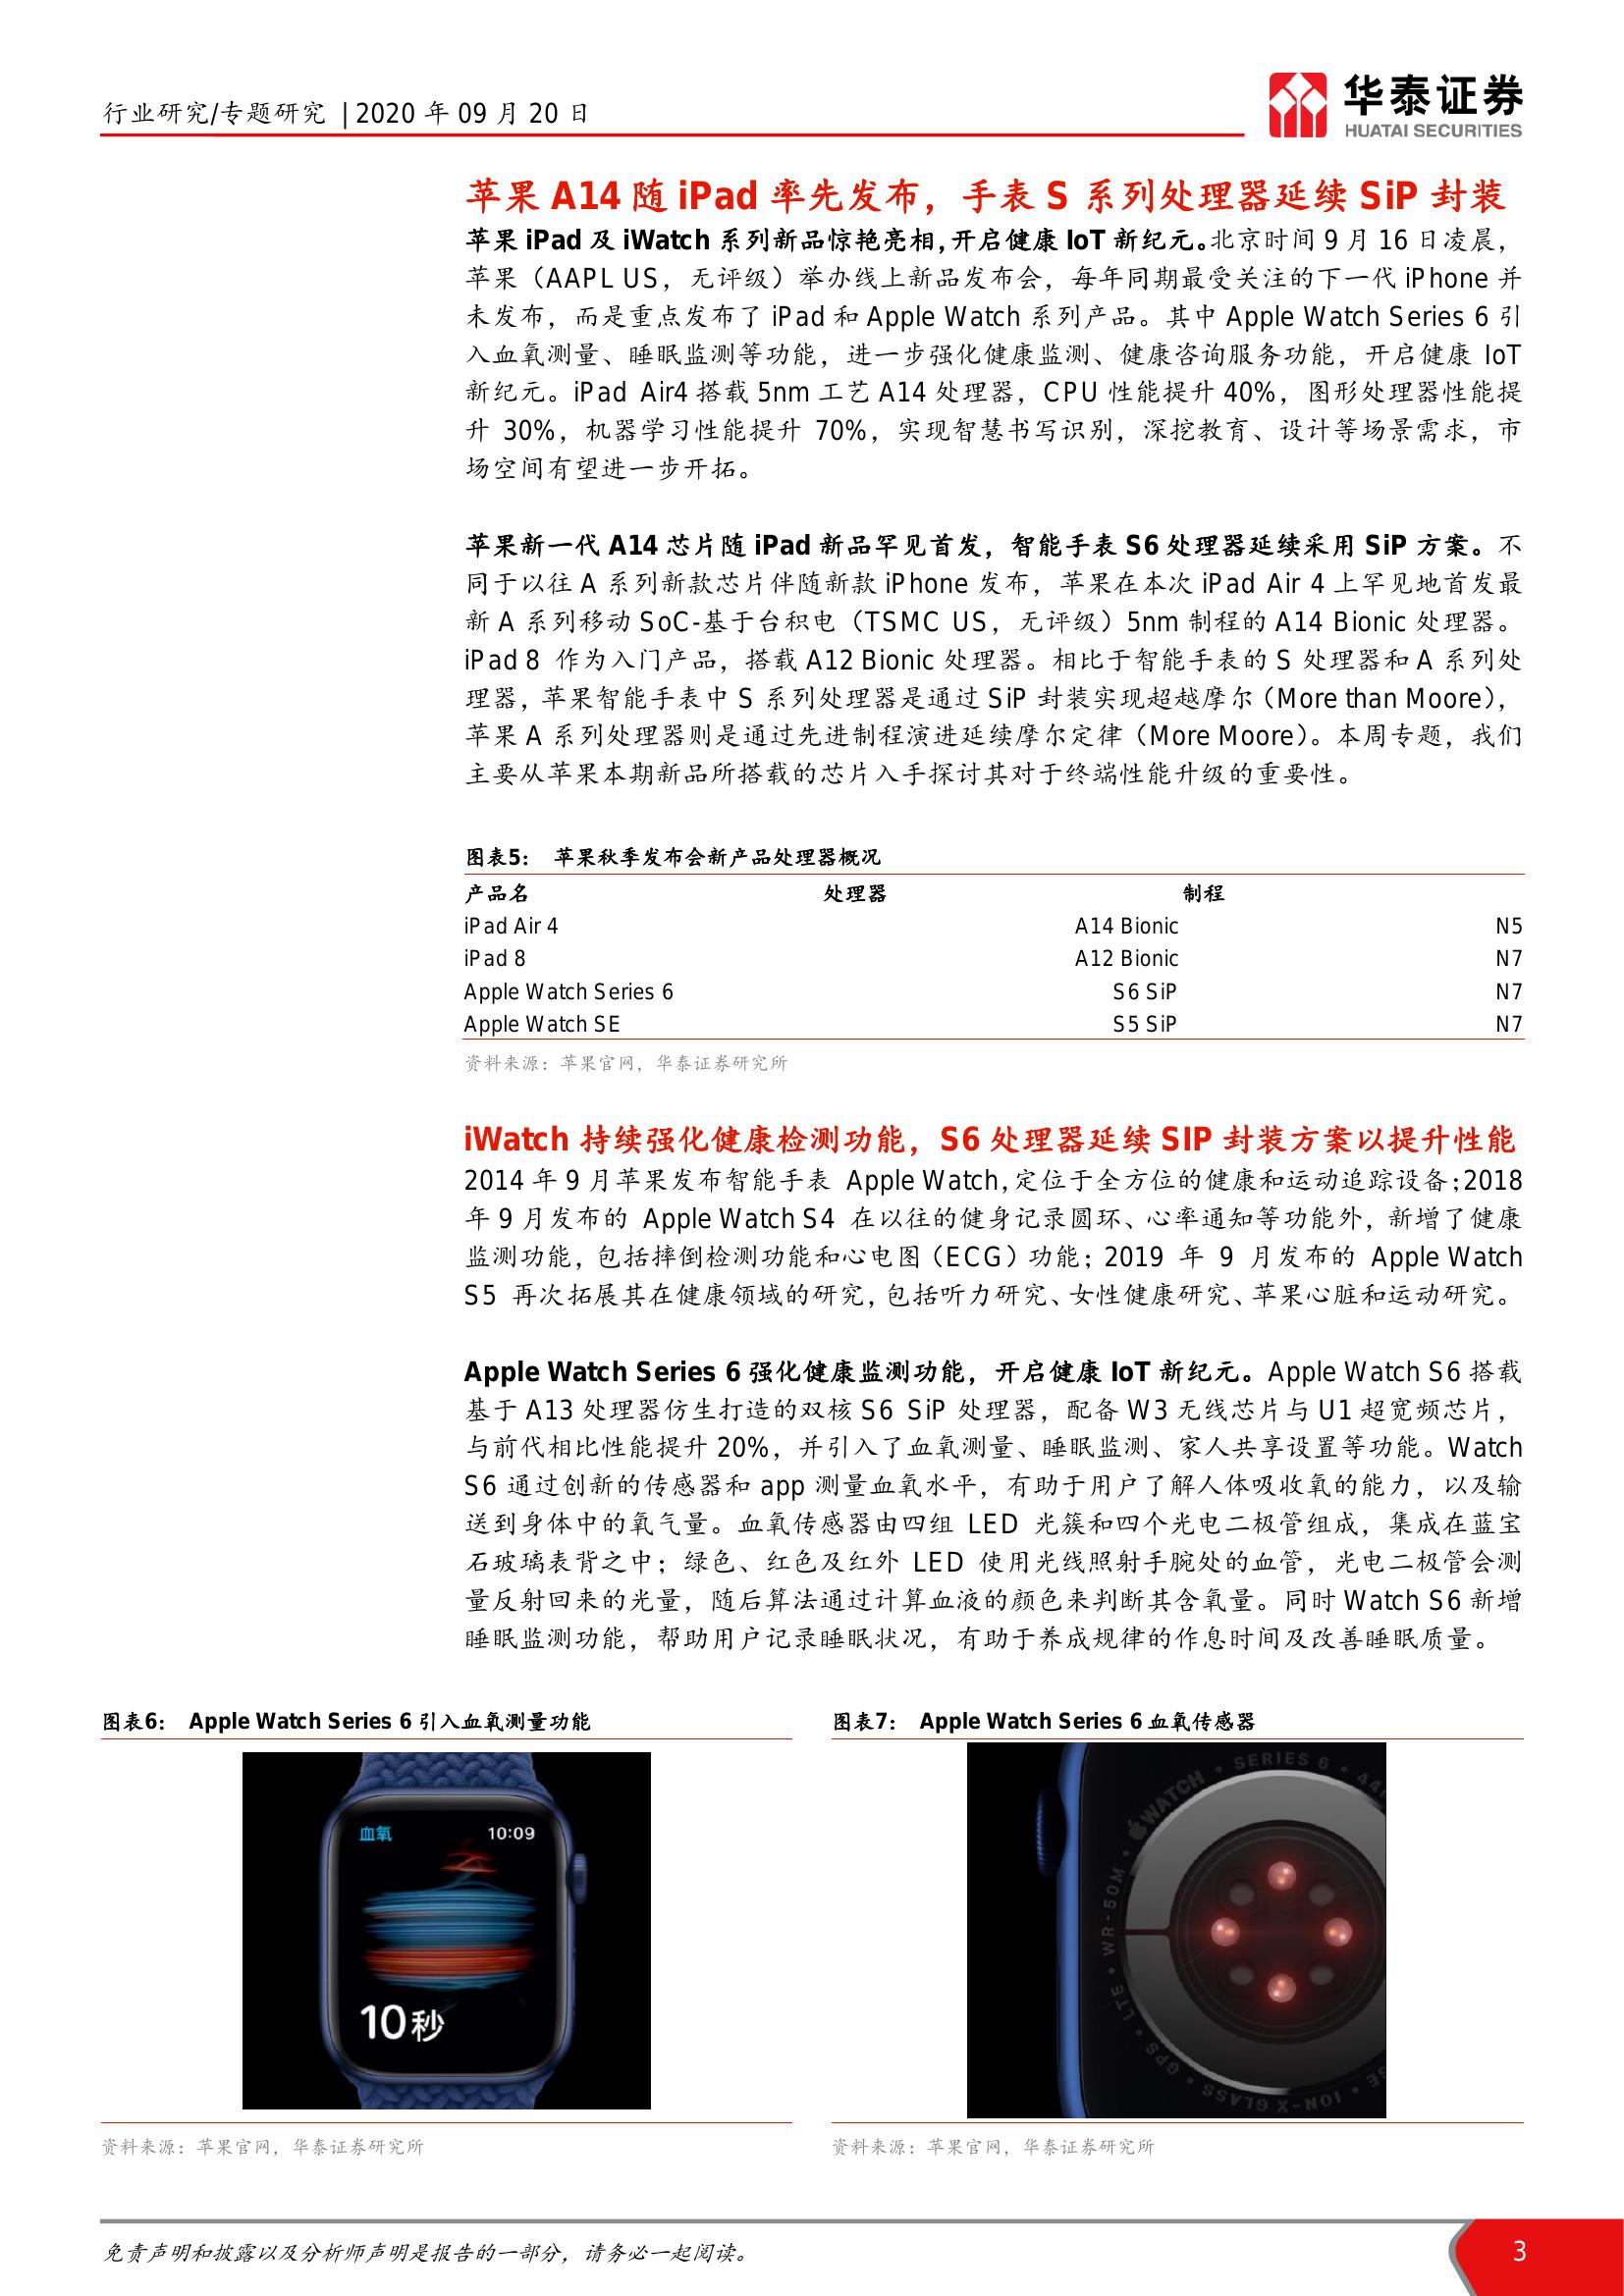 行业研究/专题研究 | 2020 年 09 月 20 日
华泰证券
HUATAI SECURITIES
苹果 A14 随 iPad 率先发布，手表 S 系列处理器延续 SiP 封装
苹果 iPad 及 iWatch 系列新品惊艳亮相,开启健康 IoT 新纪元。北京时间 9 月 16 日凌晨，
苹果（AAPL US，无评级）举办线上新品发布会，每年同期最受关注的下一代 iPhone 并
未发布，而是重点发布了 iPad 和 Apple Watch 系列产品。其中 Apple Watch Series 6 引
入血氧测量、睡眠监测等功能，进一步强化健康监测、健康咨询服务功能，开启健康 IoT
新纪元。iPad Air4 搭载 5nm 工艺 A14 处理器，CPU 性能提升 40%，图形处理器性能提
升 30%，机器学习性能提升 70%，实现智慧书写识别，深挖教育、设计等场景需求，市
场空间有望进一步开拓。
苹果新一代 A14 芯片随 iPad 新品罕见首发，智能手表 S6 处理器延续采用 SiP 方案。不
同于以往 A 系列新款芯片伴随新款 iPhone 发布，苹果在本次 iPad Air 4 上罕见地首发最
新 A 系列移动 SoC-基于台积电（TSMC US，无评级）5nm 制程的 A14 Bionic 处理器。
iPad 8 作为入门产品，搭载 A12 Bionic 处理器。相比于智能手表的 S 处理器和 A 系列处
理器，苹果智能手表中 S 系列处理器是通过 SiP 封装实现超越摩尔（More than Moore），
苹果 A 系列处理器则是通过先进制程演进延续摩尔定律（More Moore）。本周专题，我们
主要从苹果本期新品所搭载的芯片入手探讨其对于终端性能升级的重要性。
图表5： 苹果秋季发布会新产品处理器概况
产品名 处理器 制程
iPad Air 4 A14 Bionic N5
iPad 8 A12 Bionic N7
Apple Watch Series 6 S6 SiP N7
Apple Watch SE S5 SiP N7
资料来源：苹果官网，华泰证券研究所
iWatch 持续强化健康检测功能，S6 处理器延续 SIP 封装方案以提升性能
2014 年 9 月苹果发布智能手表 Apple Watch,定位于全方位的健康和运动追踪设备;2018
年 9 月发布的 Apple Watch S4 在以往的健身记录圆环、心率通知等功能外，新增了健康
监测功能，包括摔倒检测功能和心电图（ECG）功能；2019 年 9 月发布的 Apple Watch
S5 再次拓展其在健康领域的研究，包括听力研究、女性健康研究、苹果心脏和运动研究。
Apple Watch Series 6 强化健康监测功能，开启健康 IoT 新纪元。Apple Watch S6 搭载
基于 A13 处理器仿生打造的双核 S6 SiP 处理器，配备 W3 无线芯片与 U1 超宽频芯片，
与前代相比性能提升 20%，并引入了血氧测量、睡眠监测、家人共享设置等功能。Watch
S6 通过创新的传感器和 app 测量血氧水平，有助于用户了解人体吸收氧的能力，以及输
送到身体中的氧气量。血氧传感器由四组 LED 光簇和四个光电二极管组成，集成在蓝宝
石玻璃表背之中；绿色、红色及红外 LED 使用光线照射手腕处的血管，光电二极管会测
量反射回来的光量，随后算法通过计算血液的颜色来判断其含氧量。同时 Watch S6 新增
睡眠监测功能，帮助用户记录睡眠状况，有助于养成规律的作息时间及改善睡眠质量。
图表6： Apple Watch Series 6 引入血氧测量功能
血氧 10:09
10秒
资料来源：苹果官网，华泰证券研究所
图表7： Apple Watch Series 6 血氧传感器
WATCH • SERIES 6 •
ION-X GLASS • GPS • LTE • WR-50M •
资料来源：苹果官网，华泰证券研究所
免责声明和披露以及分析师声明是报告的一部分，请务必一起阅读。
3